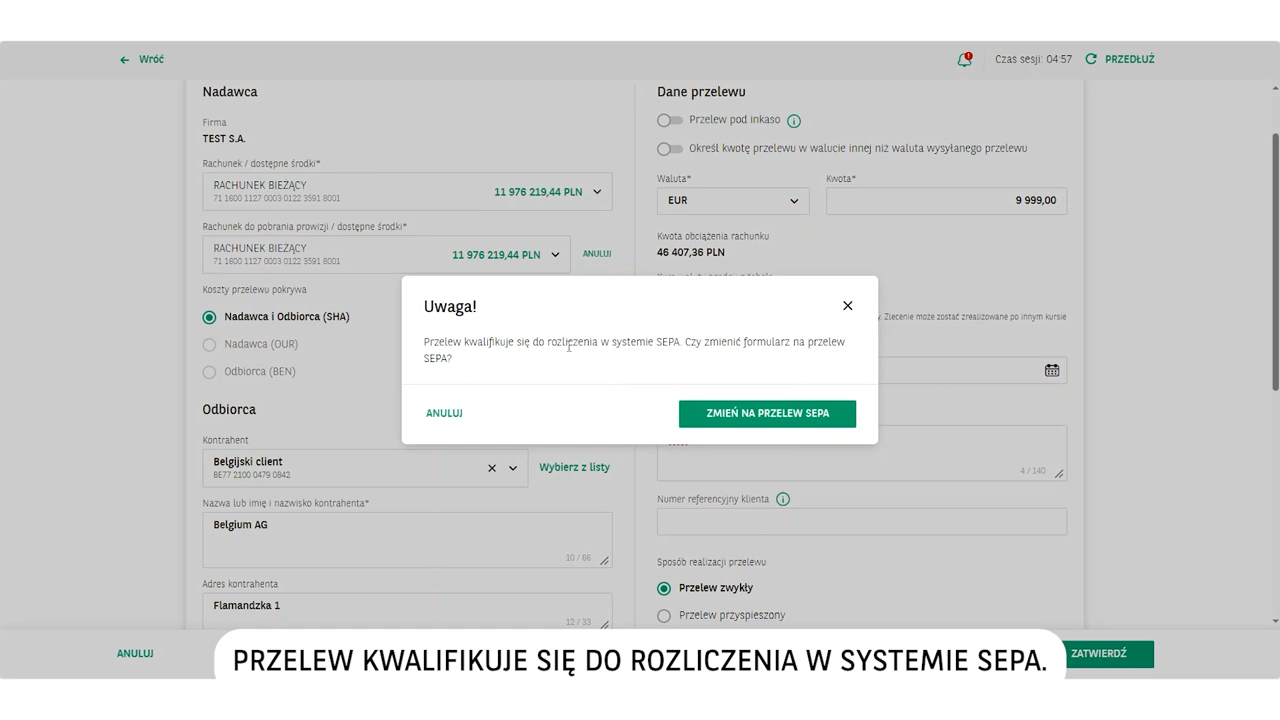 Wróć
Czas sesji: 04:57
PRZEDŁUŻ
Nadawca
Firma
TEST S.A.
Rachunek / dostępne środki*
RACHUNEK BIEŻĄCY
71 1600 1127 0003 0122 3591 8001
11 976 219,44 PLN
Rachunek do pobrania prowizji / dostępne środki*
RACHUNEK BIEŻĄCY
71 1600 1127 0003 0122 3591 8001
11 976 219,44 PLN
ANULUJ
Koszty przelewu pokrywa
Nadawca i Odbiorca (SHA)
Nadawca (OUR)
Odbiorca (BEN)
Odbiorca
Kontrahent
Belgijski client
BE77 2100 0479 0842
Wybierz z listy
Nazwa lub imię i nazwisko kontrahenta*
Belgium AG
10 / 66
Adres kontrahenta
Flamandzka 1
12 / 33
Dane przelewu
Przelew pod inkaso
Określ kwotę przelewu w walucie innej niż waluta wysyłanego przelewu
Waluta*
EUR
Kwota*
9 999,00
Kwota obciążenia rachunku
46 407,36 PLN
Zlecenie może zostać zrealizowane po innym kursie
4 / 140
Numer referencyjny klienta
Sposób realizacji przelewu
Przelew zwykły
Przelew przyspieszony
Uwaga!
Przelew kwalifikuje się do rozliczenia w systemie SEPA. Czy zmienić formularz na przelew
SEPA?
ANULUJ
ZMIEŃ NA PRZELEW SEPA
ANULUJ
ZATWIERDŹ
PRZELEW KWALIFIKUJE SIĘ DO ROZLICZENIA W SYSTEMIE SEPA.